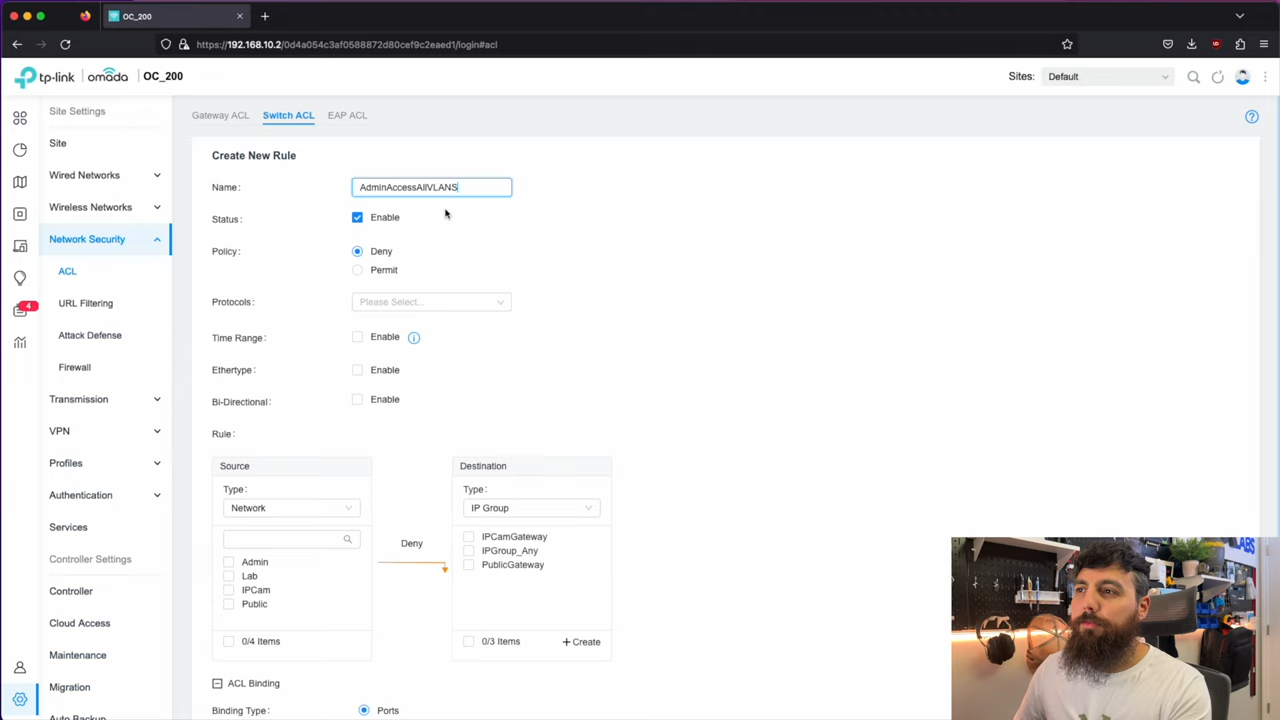 OC_200
https://192.168.10.2/0d4a054c3af0588872d80cef9c2eaed1/login#acl
tp-link | omada OC_200
Sites: Default
Site Settings
Site
Wired Networks
Wireless Networks
Network Security
ACL
URL Filtering
Attack Defense
Firewall
Transmission
VPN
Profiles
Authentication
Services
Controller Settings
Controller
Cloud Access
Maintenance
Migration
Auto Backup
4
Gateway ACL Switch ACL EAP ACL
Create New Rule
Name: AdminAccessAllVLANS
Status: Enable
Policy: Deny
Permit
Protocols: Please Select...
Time Range: Enable
Ethertype: Enable
Bi-Directional: Enable
Rule:
Source
Type:
Network
Admin
Lab
IPCam
Public
0/4 Items
Deny
Destination
Type:
IP Group
IPCamGateway
IPGroup_Any
PublicGateway
0/3 Items + Create
ACL Binding
Binding Type: Ports